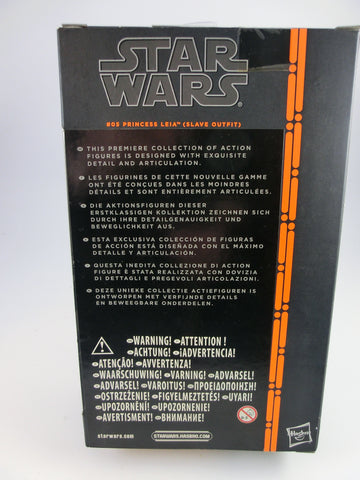 STAR
WARS
#05 PRINCESS LEIA™ (SLAVE OUTFIT)
THIS PREMIERE COLLECTION OF ACTION
FIGURES IS DESIGNED WITH EXQUISITE
DETAIL AND ARTICULATION.
LES FIGURINES DE CETTE NOUVELLE GAMME
ONT ÉTÉ CONÇUES DANS LES MOINDRES
DÉTAILS ET SONT ENTIÈREMENT ARTICULÉES.
DIE AKTIONSFIGUREN DIESER
ERSTKLASSIGEN KOLLEKTION ZEICHNEN SICH
DURCH IHRE DETAILGENAUIGKEIT UND
BEWEGLICHKEIT AUS.
ESTA EXCLUSIVA COLECCIÓN DE FIGURAS
DE ACCIÓN ESTÁ DISEÑADA CON EL MÁXIMO
DETALLE Y ARTICULACIÓN.
QUESTA INEDITA COLLEZIONE DI ACTION
FIGURE È STATA REALIZZATA CON DOVIZIA
DI DETTAGLI E PREGEVOLI ARTICOLAZIONI.
DEZE UNIEKE COLLECTIE ACTIEFIGUREN IS
ONTWORPEN MET VERFIJNDE DETAILS
EN BEWEEGBARE ONDERDELEN.
WARNING! ATTENTION!
ACHTUNG! ¡ADVERTENCIA!
ATENÇÃO! AVVERTENZA!
WAARSCHUWING! VARNING! ADVARSEL!
ADVARSEL! VAROITUS! ΠΡΟΕΙΔΟΠΟΙΗΣΗ!
OSTRZEŻENIE! FIGYELMEZTETÉS! UYARI!
UPOZORNĚNÍ! UPOZORNENIE!
AVERTISMENT! ВНИМАНИЕ!
starwars.com
STARWARS.HASBRO.COM
0-3
Hasbro